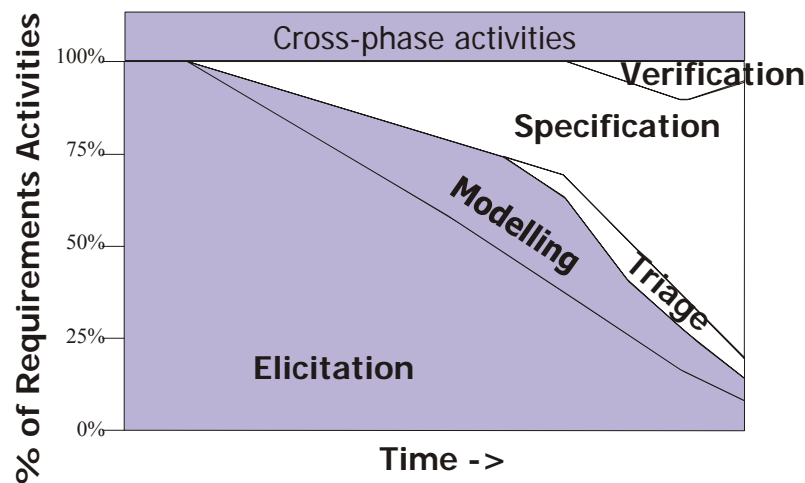 Cross-phase activities
% of Requirements Activities
100%
Verification
Specification
75%
Modelling
50%
Triage
25%
Elicitation
0%
Time ->